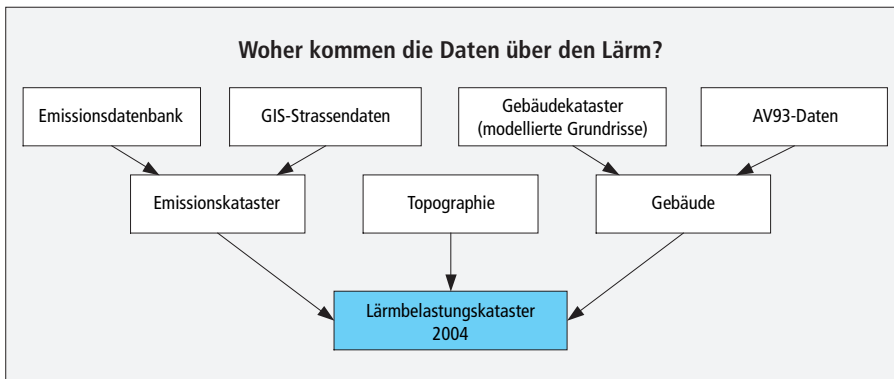 Woher kommen die Daten über den Lärm?
Emissionsdatenbank
GIS-Strassendaten
Gebäudekataster
(modellierte Grundrisse)
AV93-Daten
Emissionskataster
Topographie
Gebäude
Lärmbelastungskataster
2004